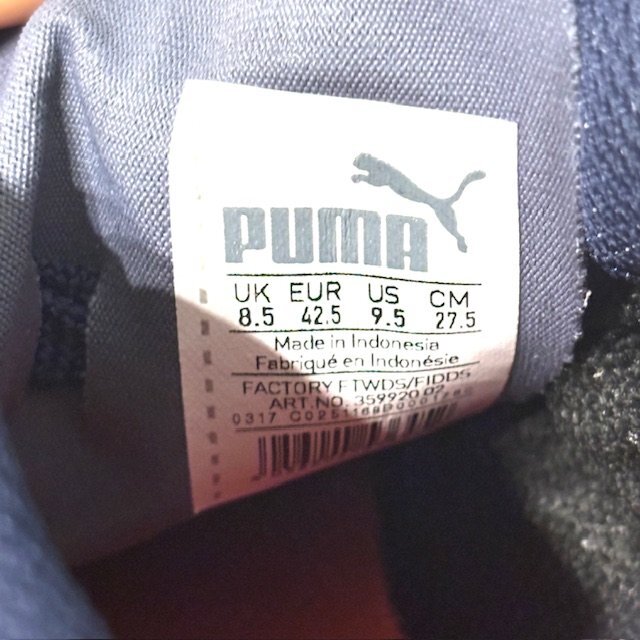 PUMA
UK EUR US CM
8.5 42.5 9.5 27.5
Made in Indonesia
Fabriqué en Indonésie
FACTORY FTWDS/FIDDS
ART NO. 359920 02
0317